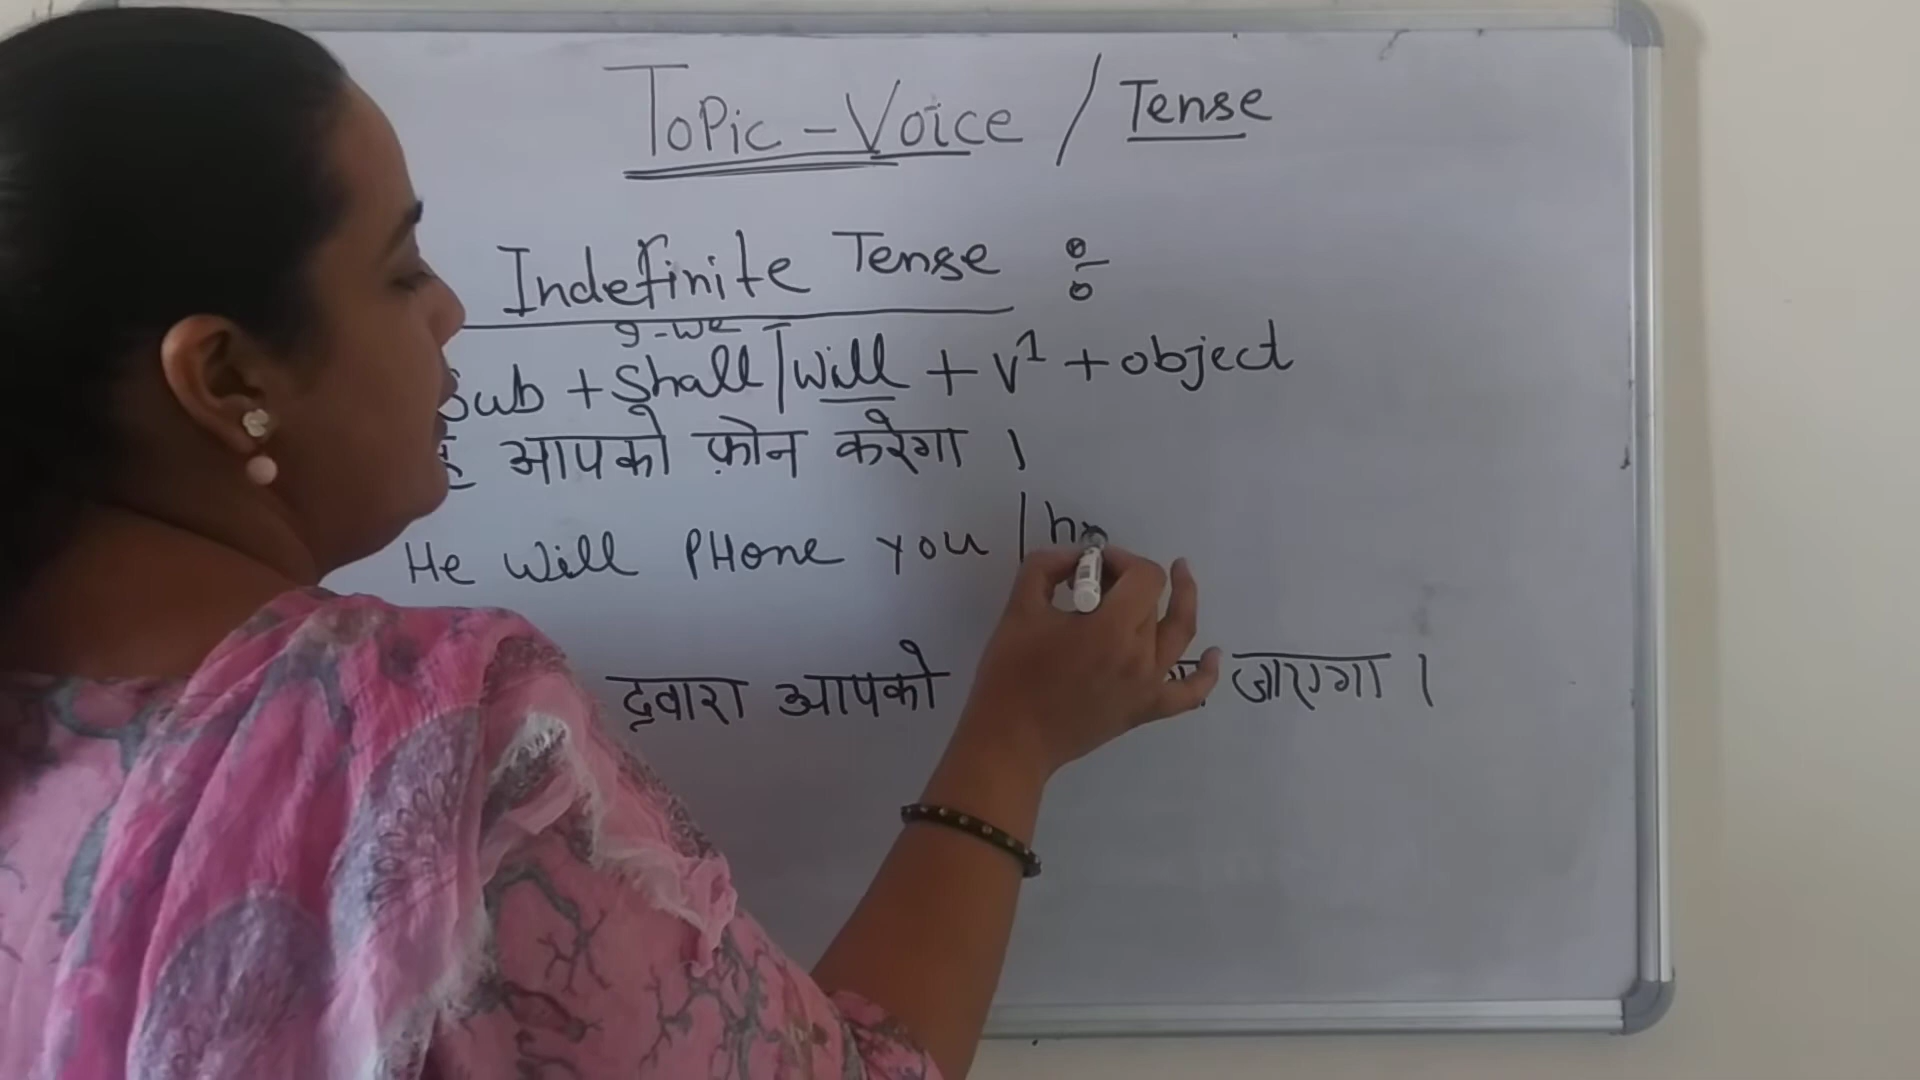 Topic - Voice / Tense
Indefinite Tense :-
I-we
Sub + Shall | will + V1 + object
आपको फ़ोन करेगा ।
He Will PHone you |
द्वारा आपको जाएगा ।